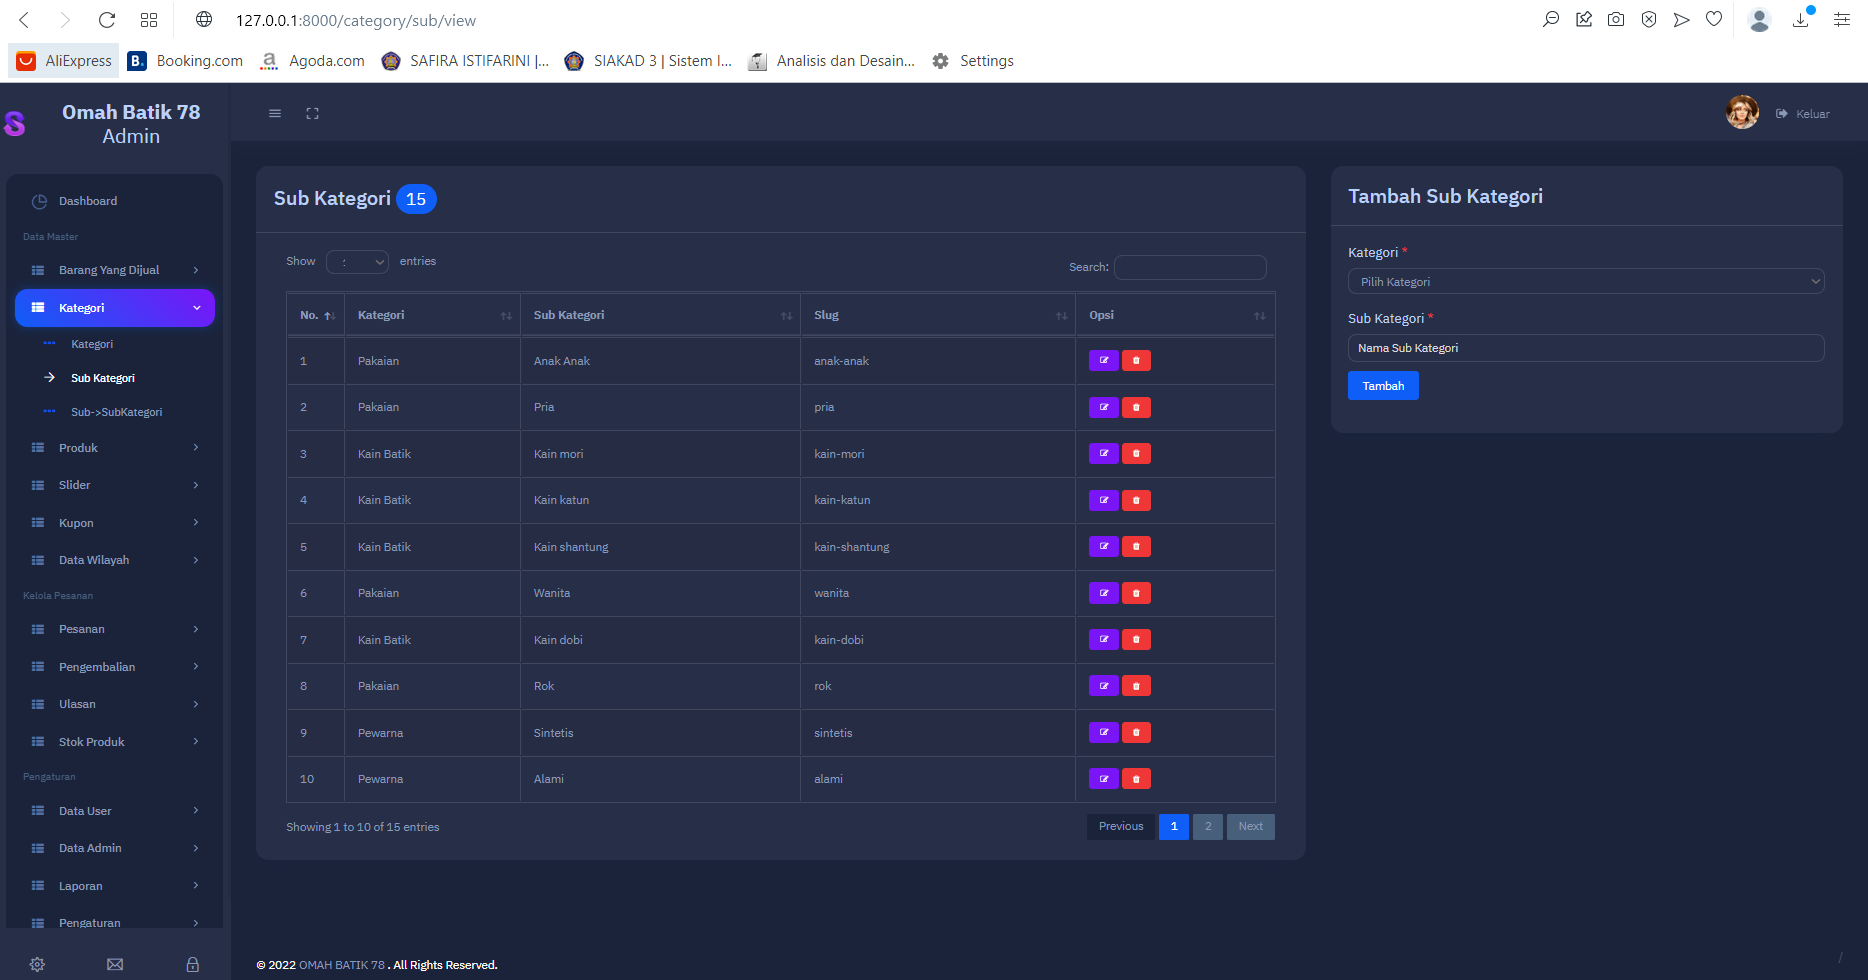 127.0.0.1:8000/category/sub/view
AliExpress
Booking.com
Agoda.com
SAFIRA ISTIFARINI |...
SIAKAD 3 | Sistem I...
Analisis dan Desain...
Settings
Omah Batik 78
Admin
Keluar
Dashboard
Data Master
Barang Yang Dijual
Kategori
Kategori
Sub Kategori
Sub->SubKategori
Produk
Slider
Kupon
Data Wilayah
Kelola Pesanan
Pesanan
Pengembalian
Ulasan
Stok Produk
Pengaturan
Data User
Data Admin
Laporan
Pengaturan
Sub Kategori 15
Show entries
Search:
No. Kategori Sub Kategori Slug Opsi
1 Pakaian Anak Anak anak-anak
2 Pakaian Pria pria
3 Kain Batik Kain mori kain-mori
4 Kain Batik Kain katun kain-katun
5 Kain Batik Kain shantung kain-shantung
6 Pakaian Wanita wanita
7 Kain Batik Kain dobi kain-dobi
8 Pakaian Rok rok
9 Pewarna Sintetis sintetis
10 Pewarna Alami alami
Showing 1 to 10 of 15 entries
Previous 1 2 Next
Tambah Sub Kategori
Kategori *
Pilih Kategori
Sub Kategori *
Nama Sub Kategori
Tambah
© 2022 OMAH BATIK 78 . All Rights Reserved.
/